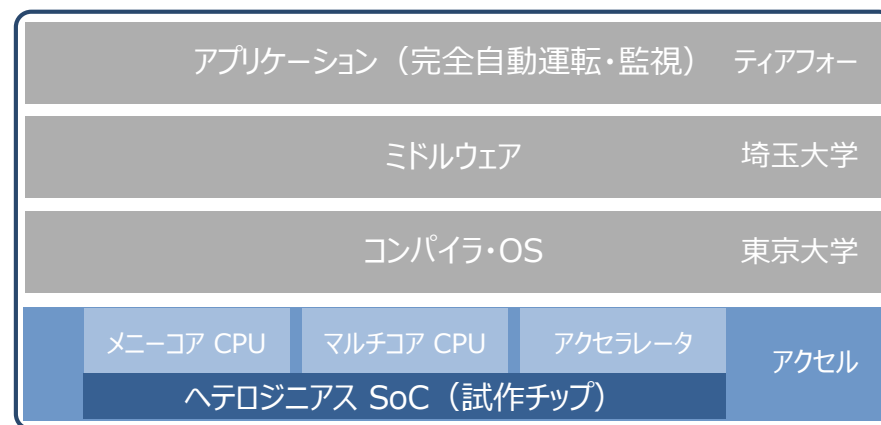 アプリケーション（完全自動運転・監視） ティアフォー
ミドルウェア 埼玉大学
コンパイラ・OS 東京大学
メニーコア CPU マルチコア CPU アクセラレータ アクセル
ヘテロジニアス SoC（試作チップ）